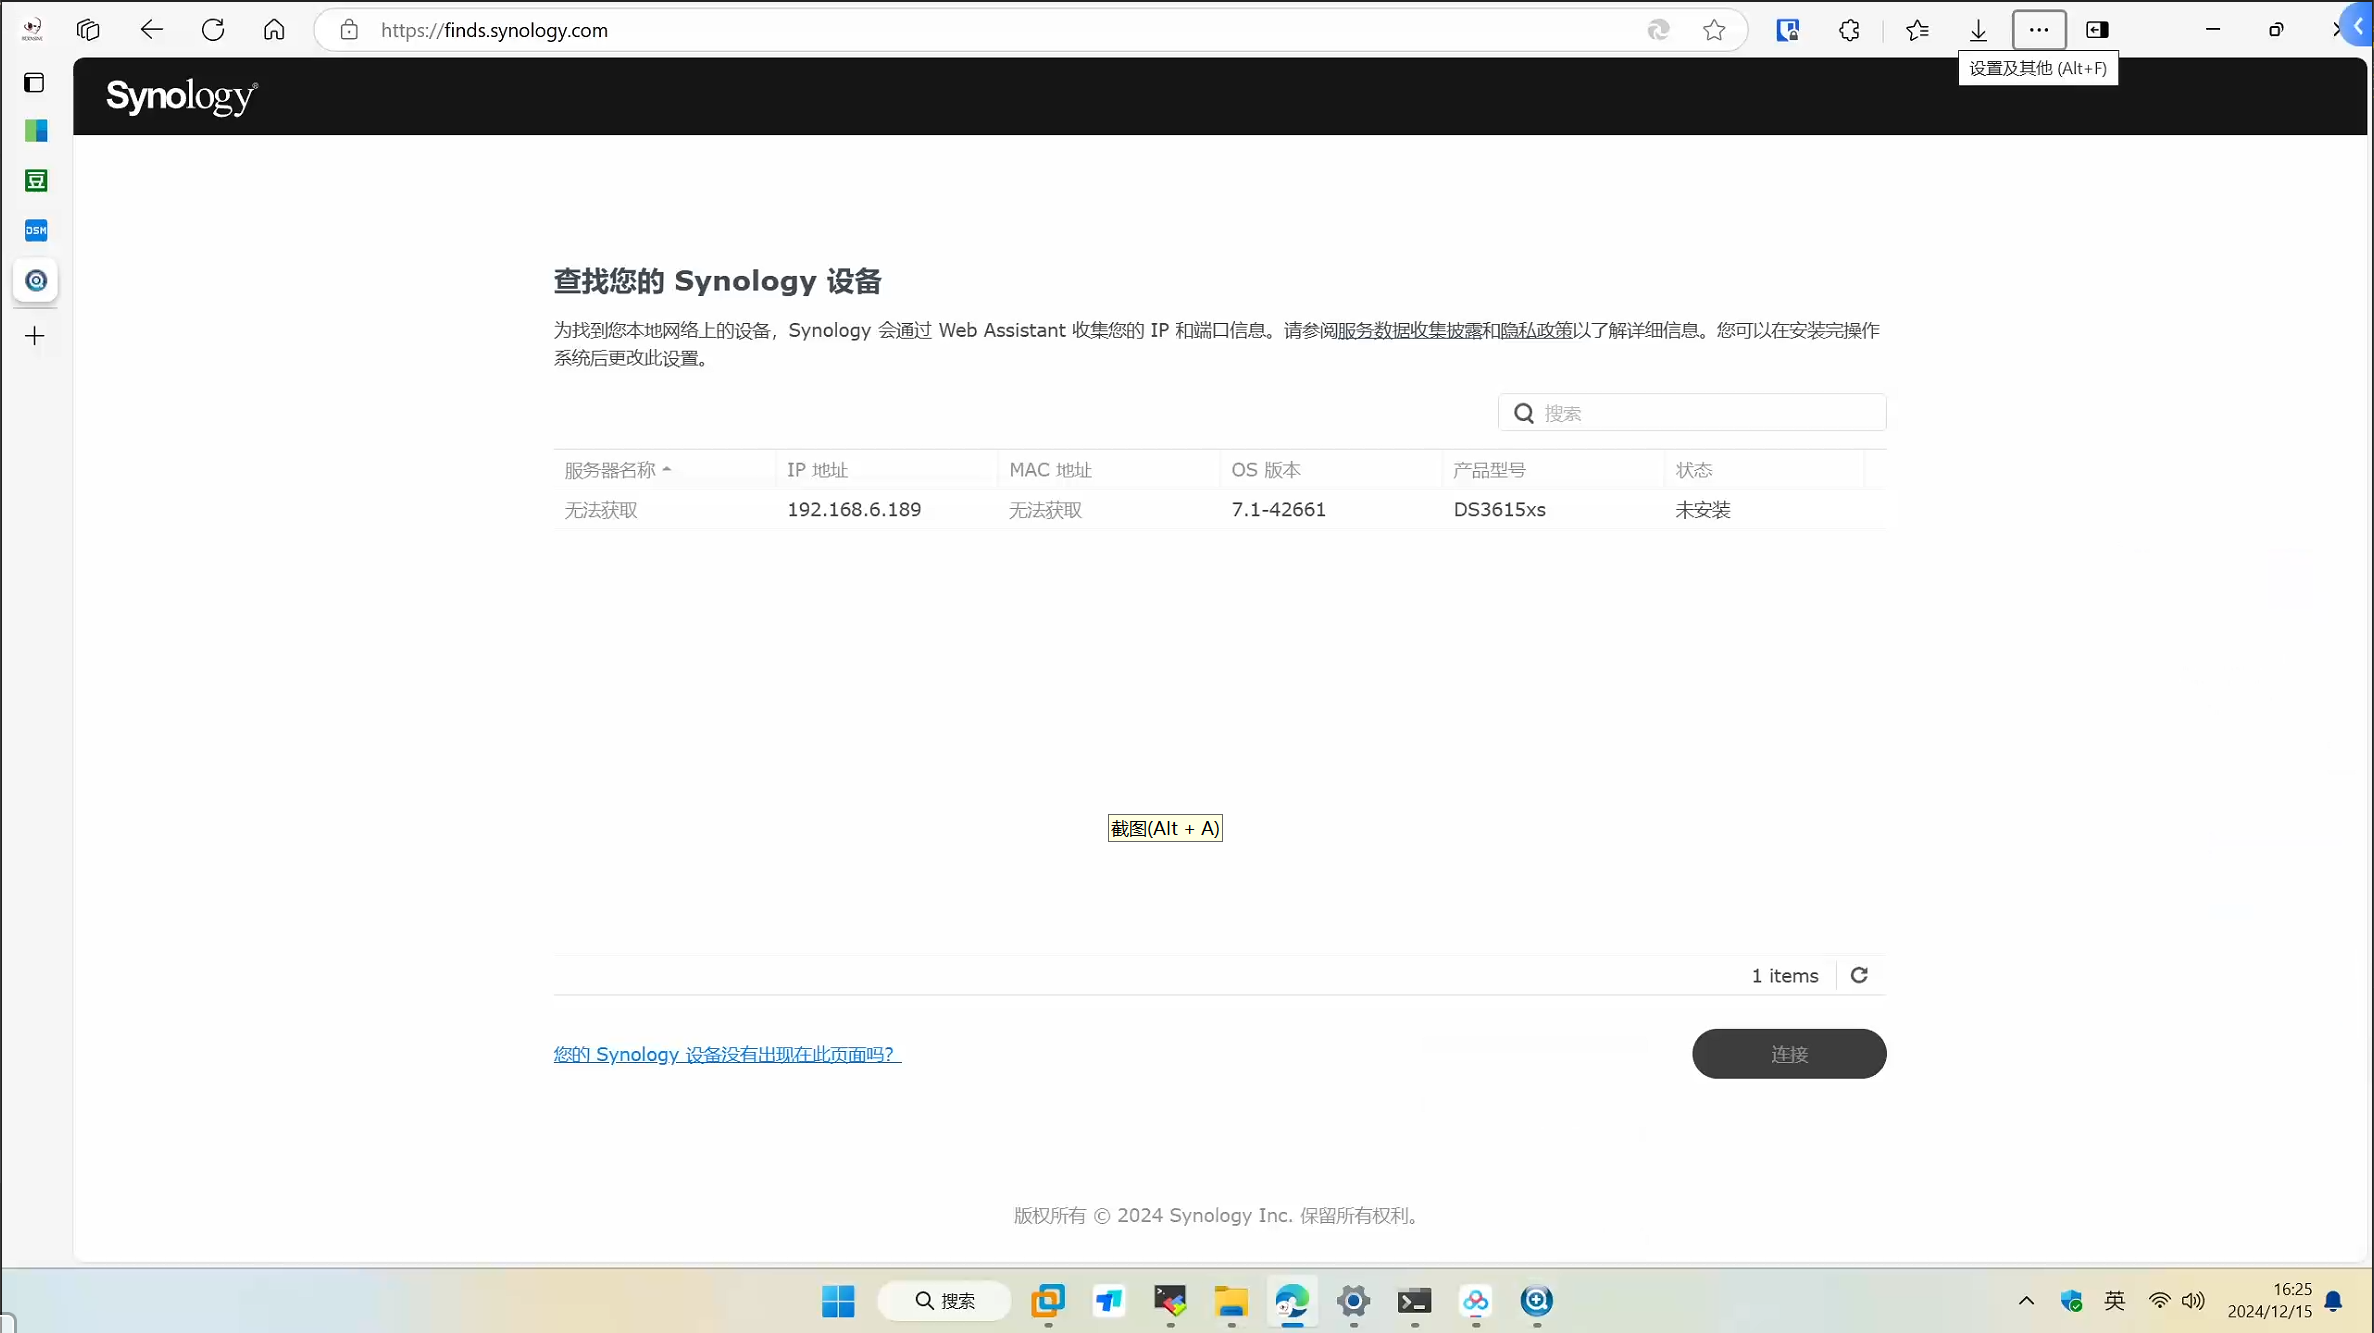 https://finds.synology.com
设置及其他 (Alt+F)
Synology
豆
DSM
查找您的 Synology 设备
为找到您本地网络上的设备，Synology 会通过 Web Assistant 收集您的 IP 和端口信息。请参阅服务数据收集披露和隐私政策以了解详细信息。您可以在安装完操作
系统后更改此设置。
搜索
服务器名称 IP 地址 MAC 地址 OS 版本 产品型号 状态
无法获取 192.168.6.189 无法获取 7.1-42661 DS3615xs 未安装
截图(Alt + A)
1 items
您的 Synology 设备没有出现在此页面吗？
连接
版权所有 © 2024 Synology Inc. 保留所有权利。
搜索
英
16:25
2024/12/15